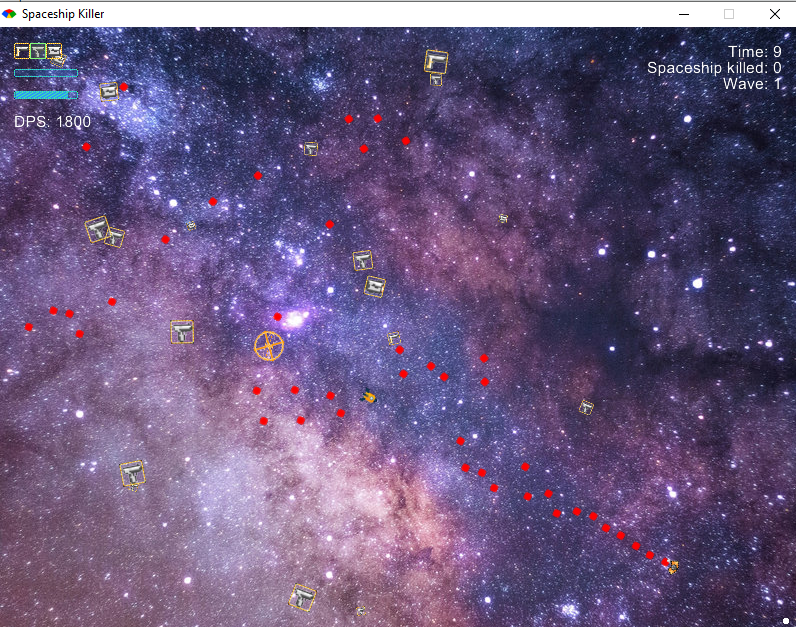 Spaceship Killer
Time: 9
Spaceship killed: 0
Wave: 1
DPS: 1800